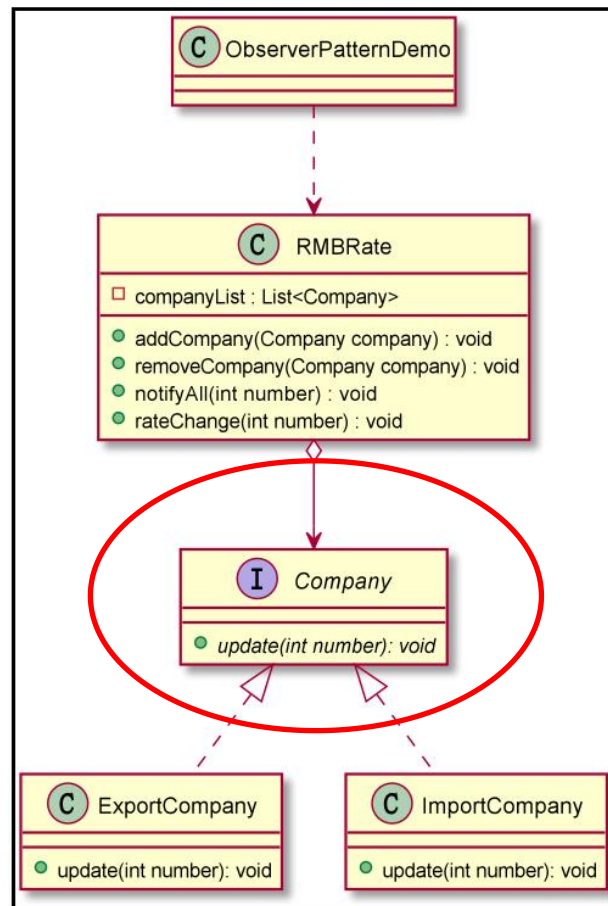 C ObserverPatternDemo
C RMBRate
companyList : List<Company>
addCompany(Company company) : void
removeCompany(Company company) : void
notifyAll(int number) : void
rateChange(int number) : void
I Company
update(int number): void
C ExportCompany
C ImportCompany
update(int number): void
update(int number): void